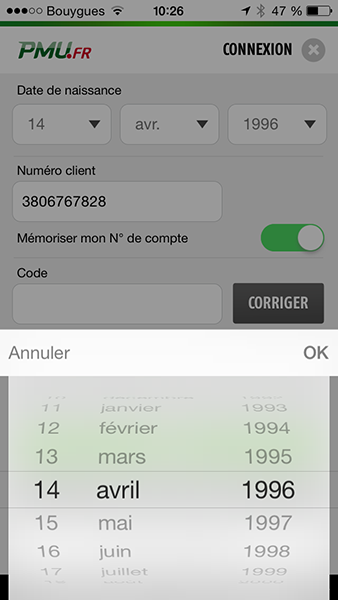 Bouygues 10:26 47 %
PMU.FR CONNEXION
Date de naissance
14 avr. 1996
Numéro client
3806767828
Mémoriser mon N° de compte
Code
CORRIGER
Annuler OK
11 janvier 1993
12 février 1994
13 mars 1995
14 avril 1996
15 mai 1997
16 juin 1998
17 juillet 1999